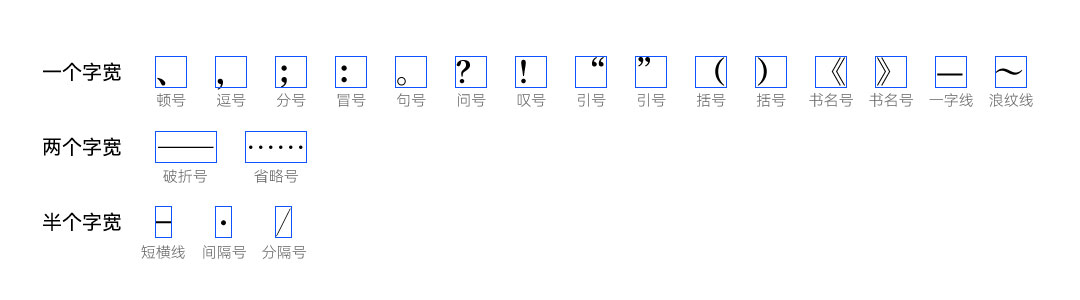 一个字宽 、 ， ； ： 。 ？ ！ “ ” （ ） 《 》 — ～
顿号 逗号 分号 冒号 句号 问号 叹号 引号 引号 括号 括号 书名号 书名号 一字线 浪纹线
两个字宽 —— ……
破折号 省略号
半个字宽 - · /
短横线 间隔号 分隔号